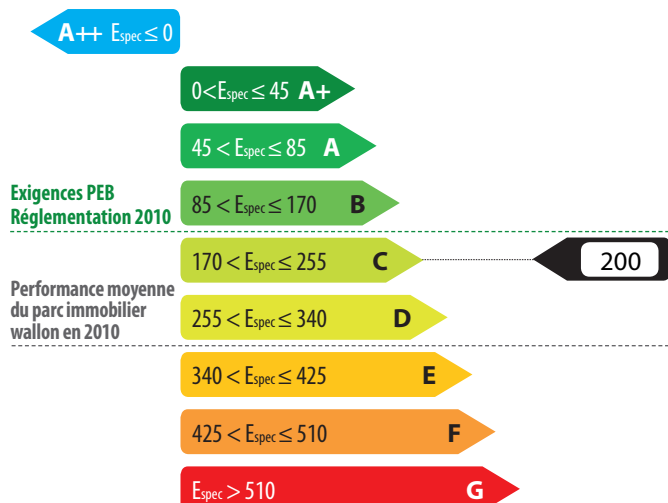 A++ Espec ≤ 0
0<Espec ≤ 45 A+
45 < Espec ≤ 85 A
Exigences PEB
Réglementation 2010
85 < Espec ≤ 170 B
170 < Espec ≤ 255 C
200
Performance moyenne
du parc immobilier
wallon en 2010
255 < Espec ≤ 340 D
340 < Espec ≤ 425 E
425 < Espec ≤ 510 F
Espec > 510 G